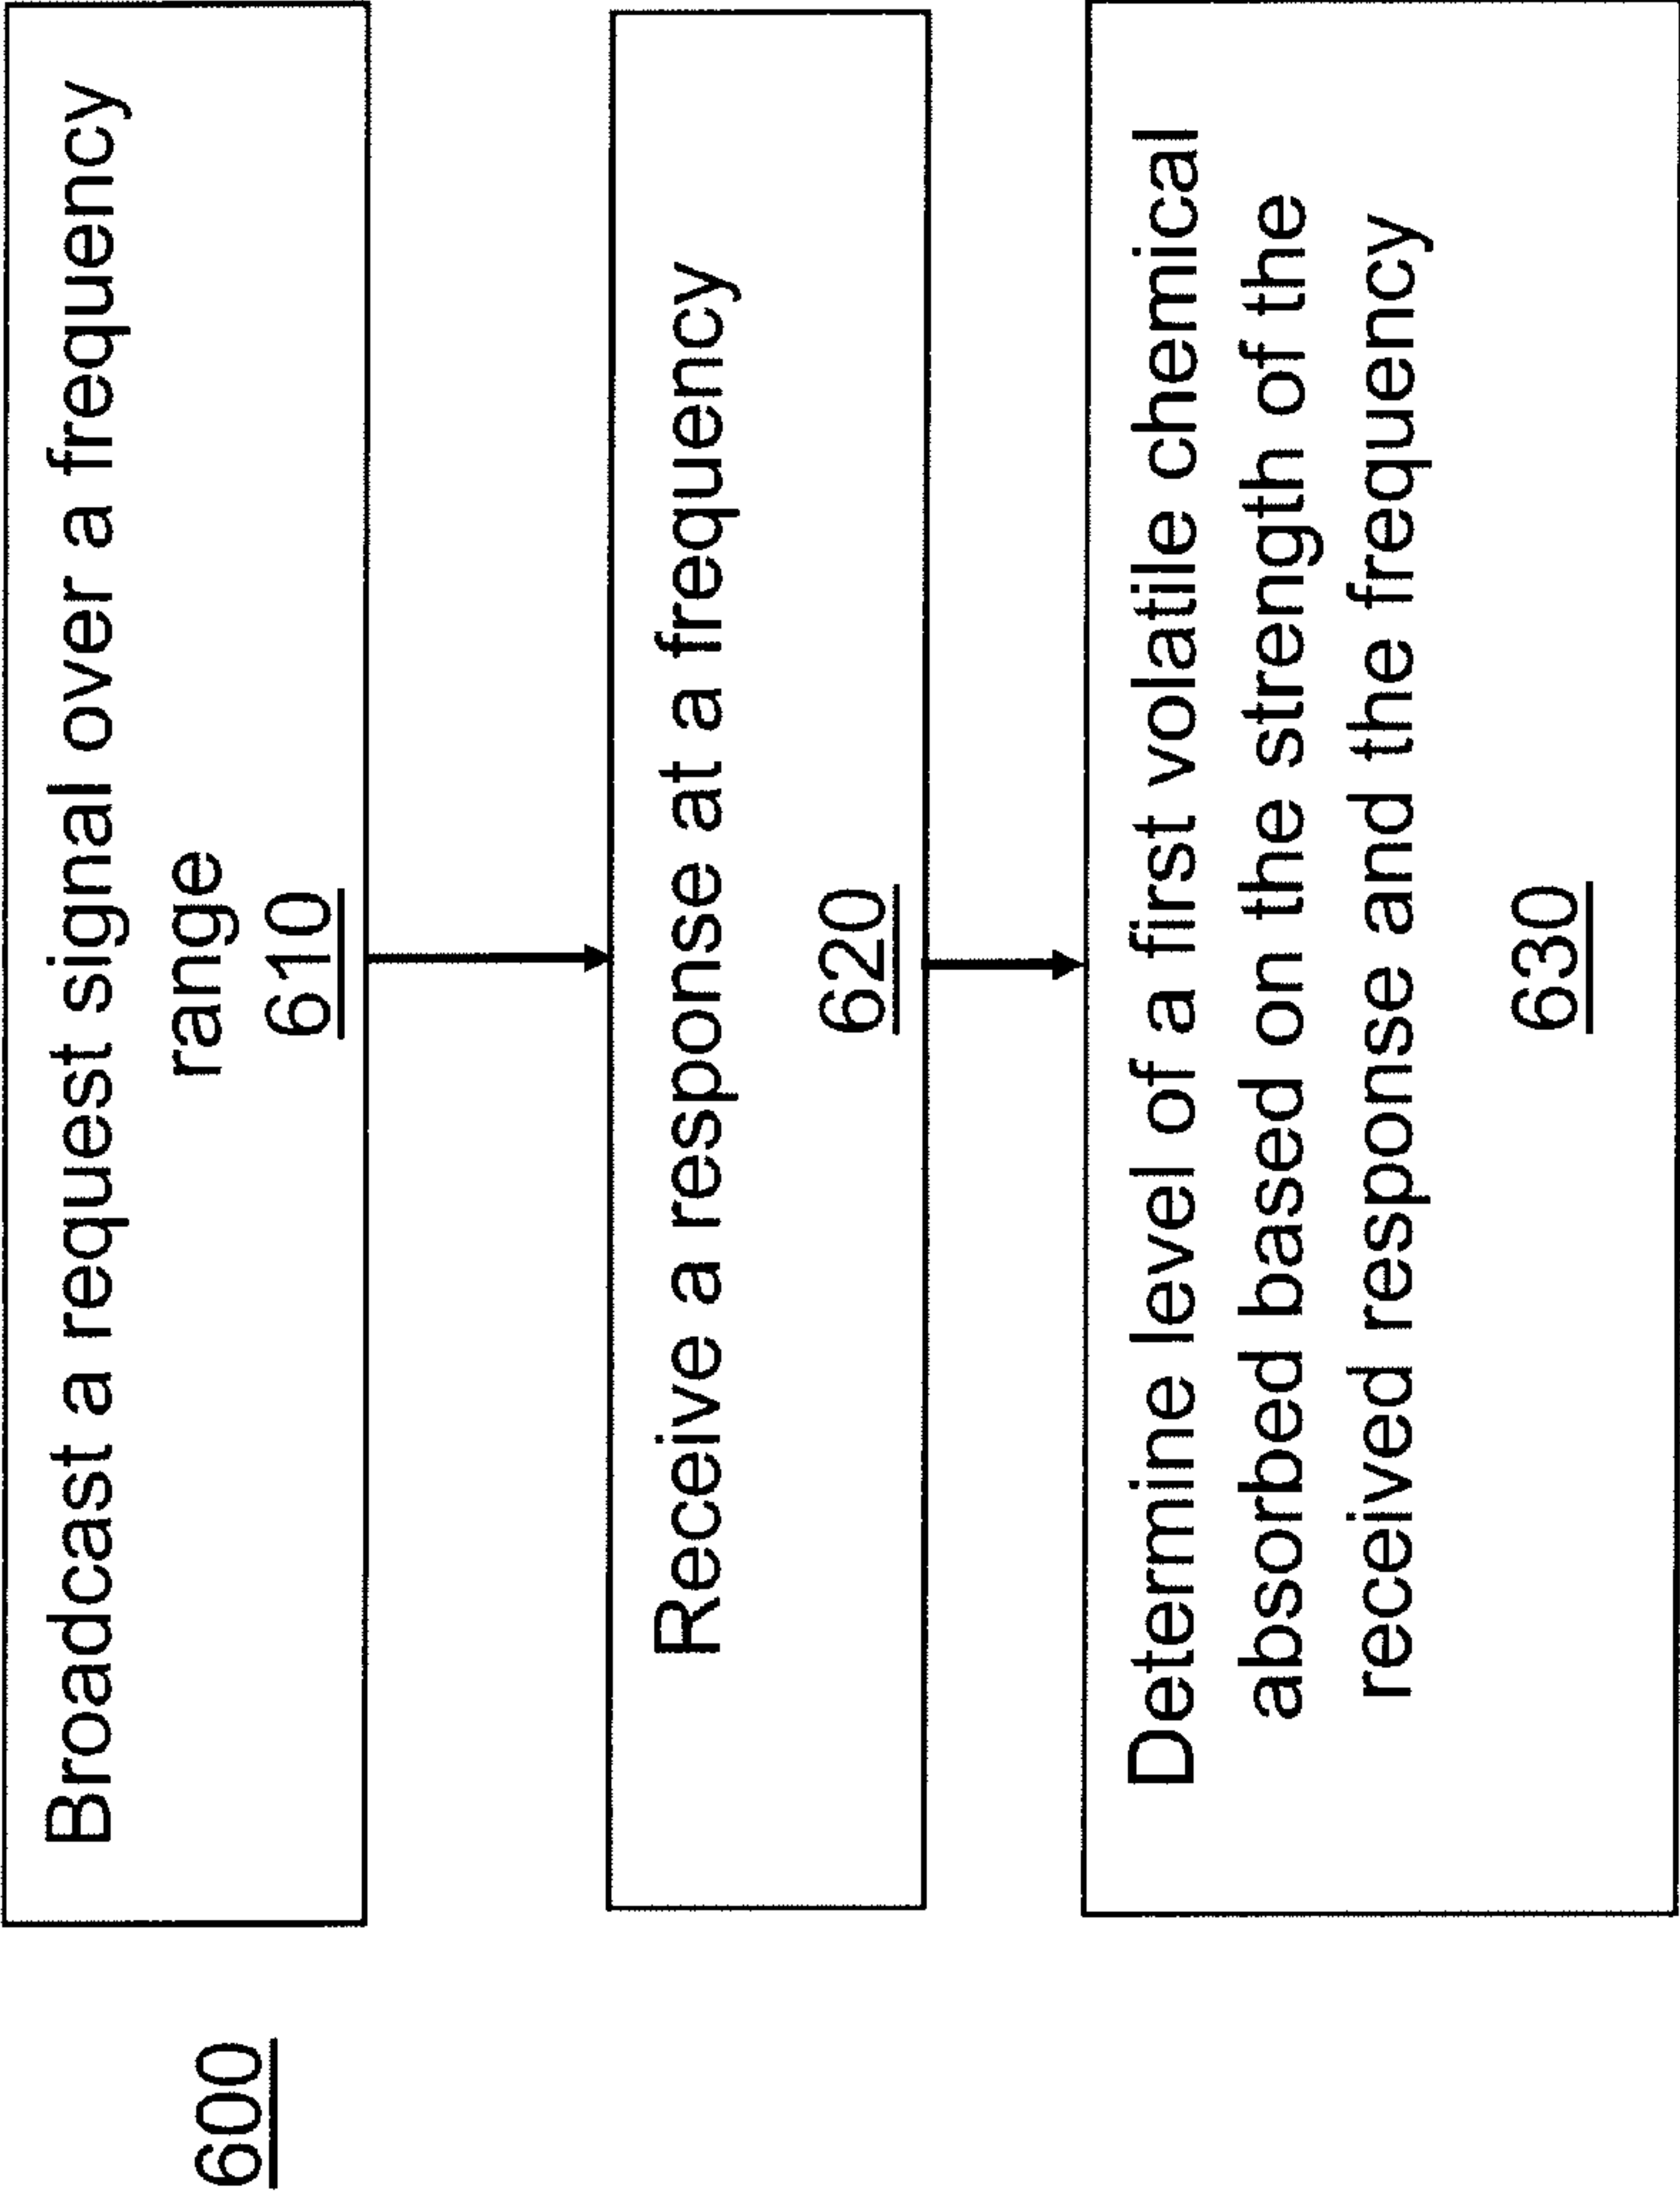 600
Broadcast a request signal over a frequency
range
610
Receive a response at a frequency
620
Determine level of a first volatile chemical
absorbed based on the strength of the
received response and the frequency
630